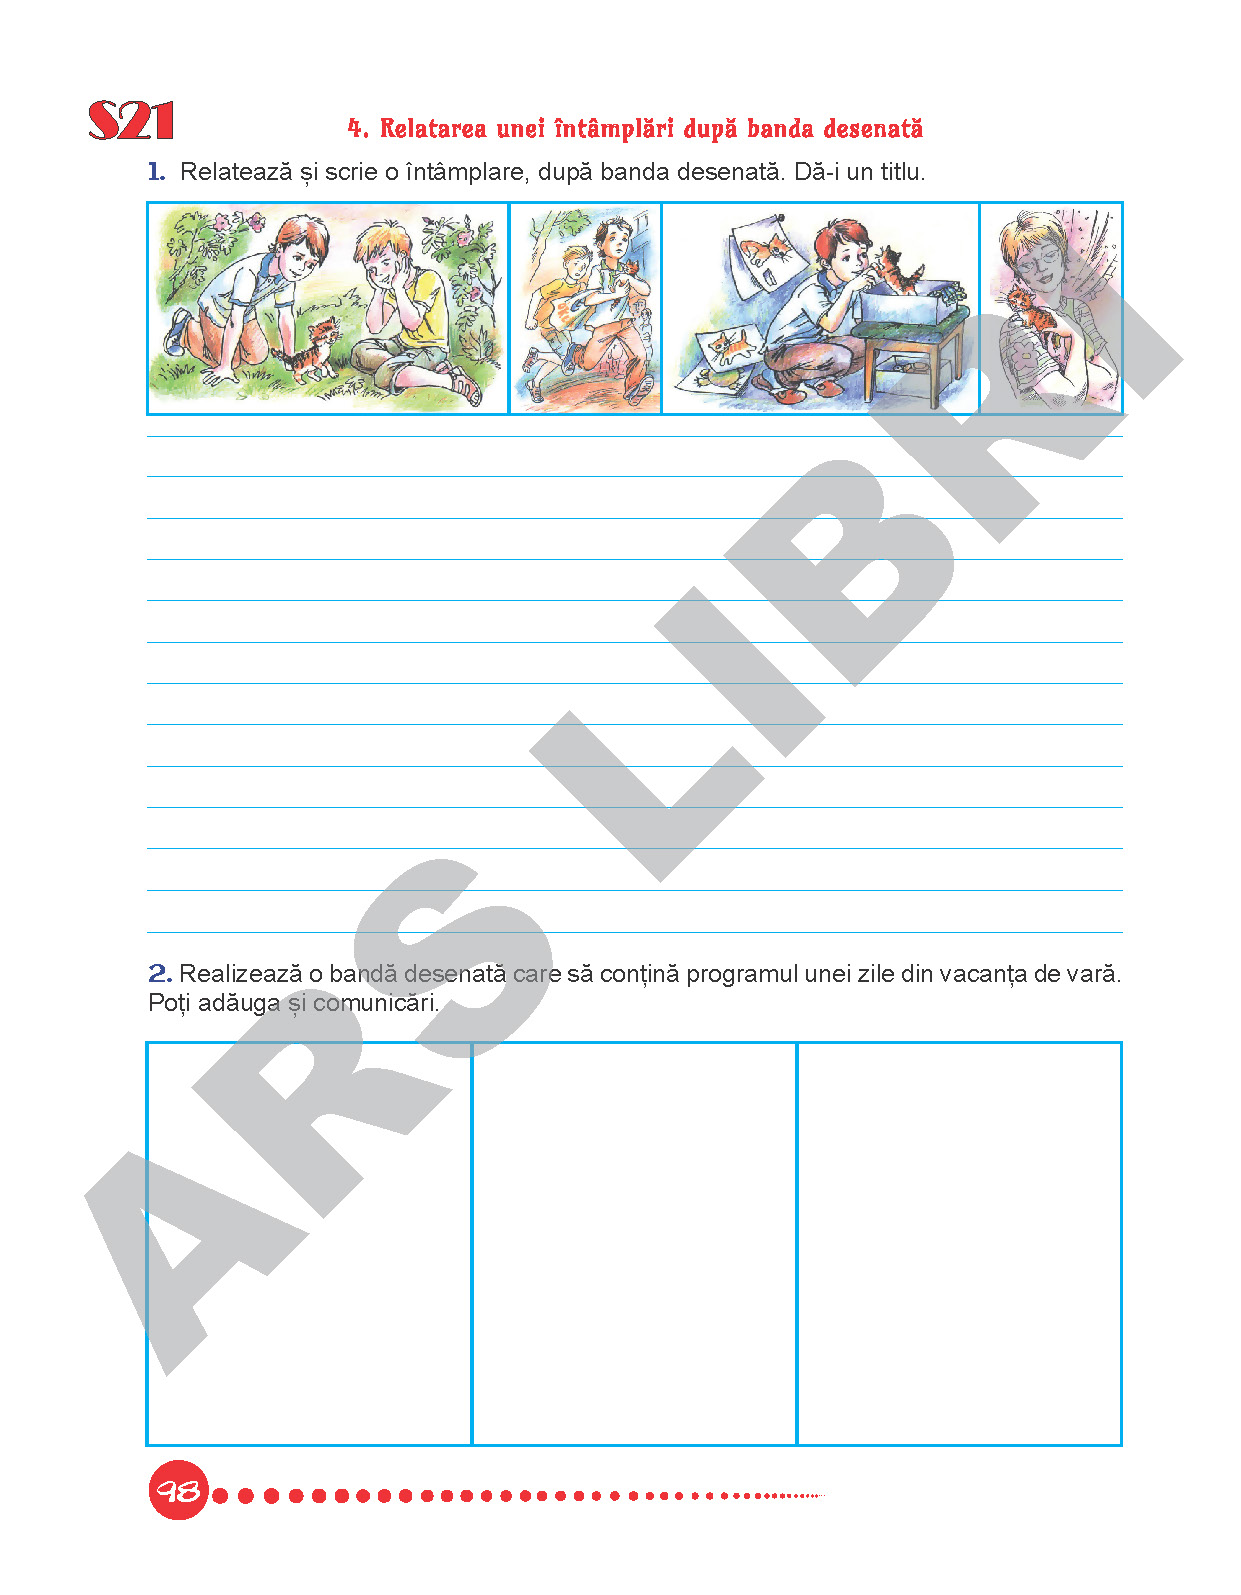 S21
4. Relatarea unei întâmplări după banda desenată
1. Relatează și scrie o întâmplare, după banda desenată. Dă-i un titlu.
2. Realizează o bandă desenată care să conțină programul unei zile din vacanța de vară.
Poți adăuga și comunicări.
ARS LIBRI
98